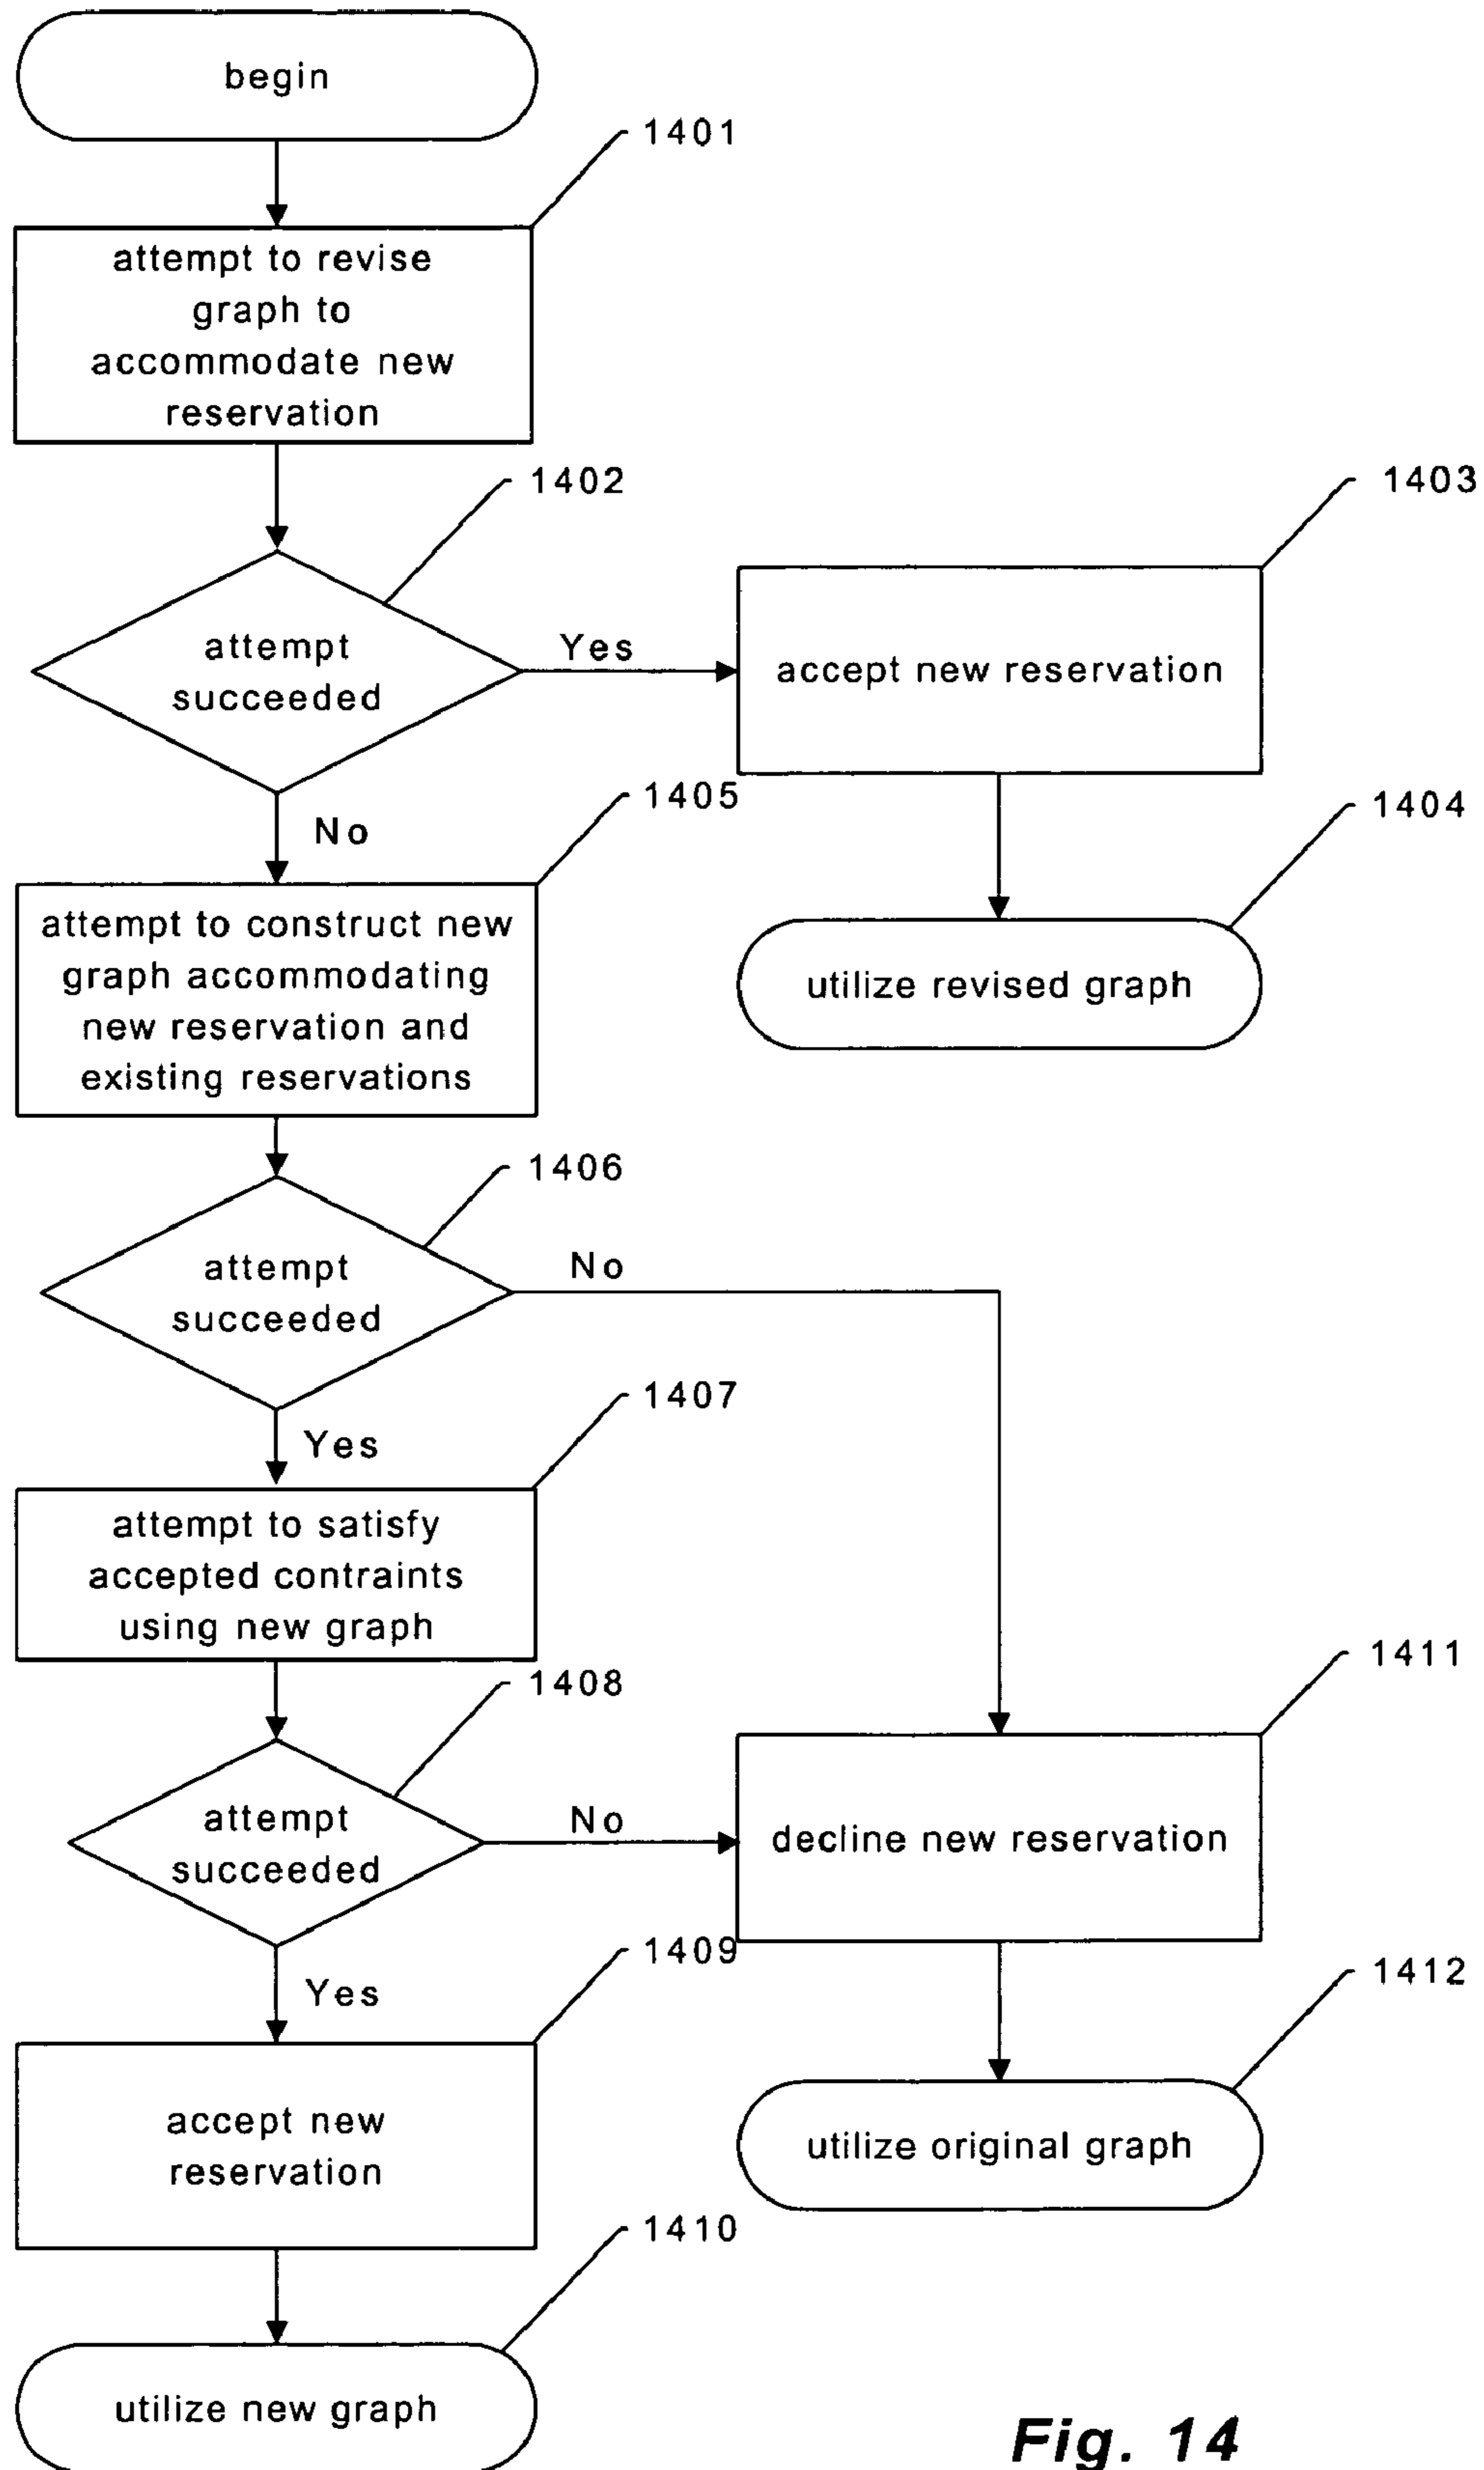 begin
1401
attempt to revise
graph to
accommodate new
reservation
1402
attempt
succeeded
Yes
1403
accept new reservation
1404
utilize revised graph
No
1405
attempt to construct new
graph accommodating
new reservation and
existing reservations
1406
attempt
succeeded
No
Yes
1407
attempt to satisfy
accepted contraints
using new graph
1408
attempt
succeeded
No
1411
decline new reservation
Yes
1409
accept new
reservation
1412
utilize original graph
1410
utilize new graph
Fig. 14